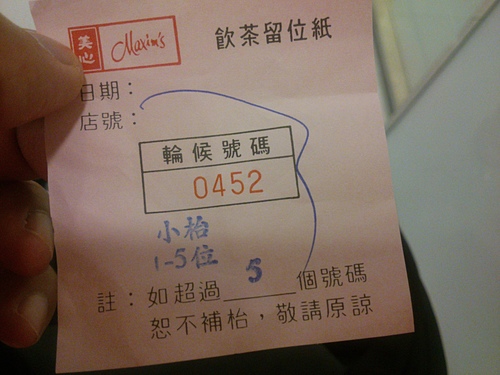 美心 Maxim's 飲茶留位紙
日期：
店號：
輪候號碼
0452
小枱
1-5位
註：如超過5個號碼
恕不補枱，敬請原諒